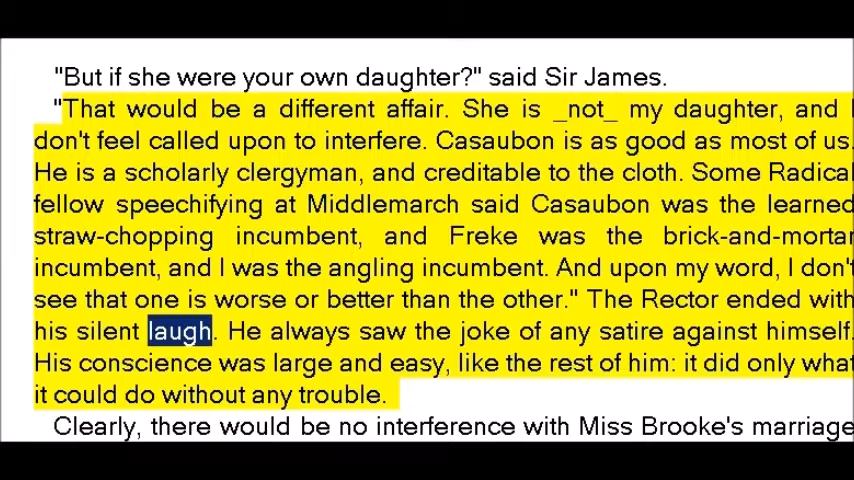 "But if she were your own daughter?" said Sir James.
"That would be a different affair. She is _not_ my daughter, and I
don't feel called upon to interfere. Casaubon is as good as most of us.
He is a scholarly clergyman, and creditable to the cloth. Some Radical
fellow speechifying at Middlemarch said Casaubon was the learned
straw-chopping incumbent, and Freke was the brick-and-mortar
incumbent, and I was the angling incumbent. And upon my word, I don't
see that one is worse or better than the other." The Rector ended with
his silent laugh. He always saw the joke of any satire against himself.
His conscience was large and easy, like the rest of him: it did only what
it could do without any trouble.
Clearly, there would be no interference with Miss Brooke's marriage